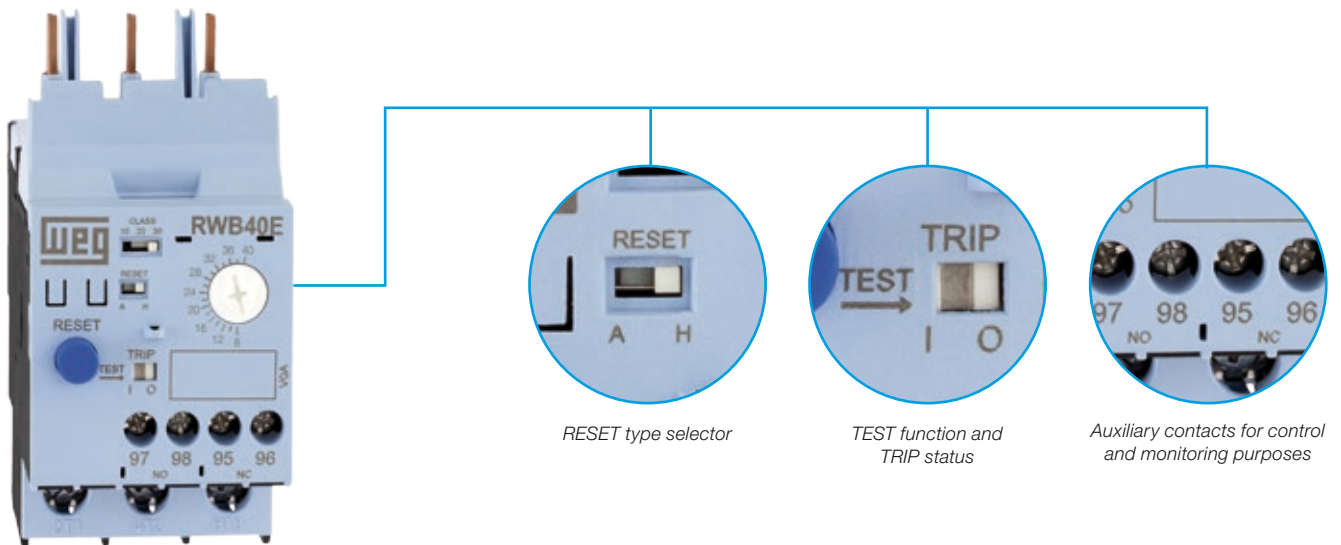 CLASS
10 20 30
weg
RWB40E
RESET
A H
8 12 16 20 24 28 32 36 40
RESET
TRIP
TEST
I O
97 98 95 96
NO NC
RESET
A H
TRIP
TEST
I O
97 98 95 96
NO NC
RESET type selector
TEST function and
TRIP status
Auxiliary contacts for control
and monitoring purposes